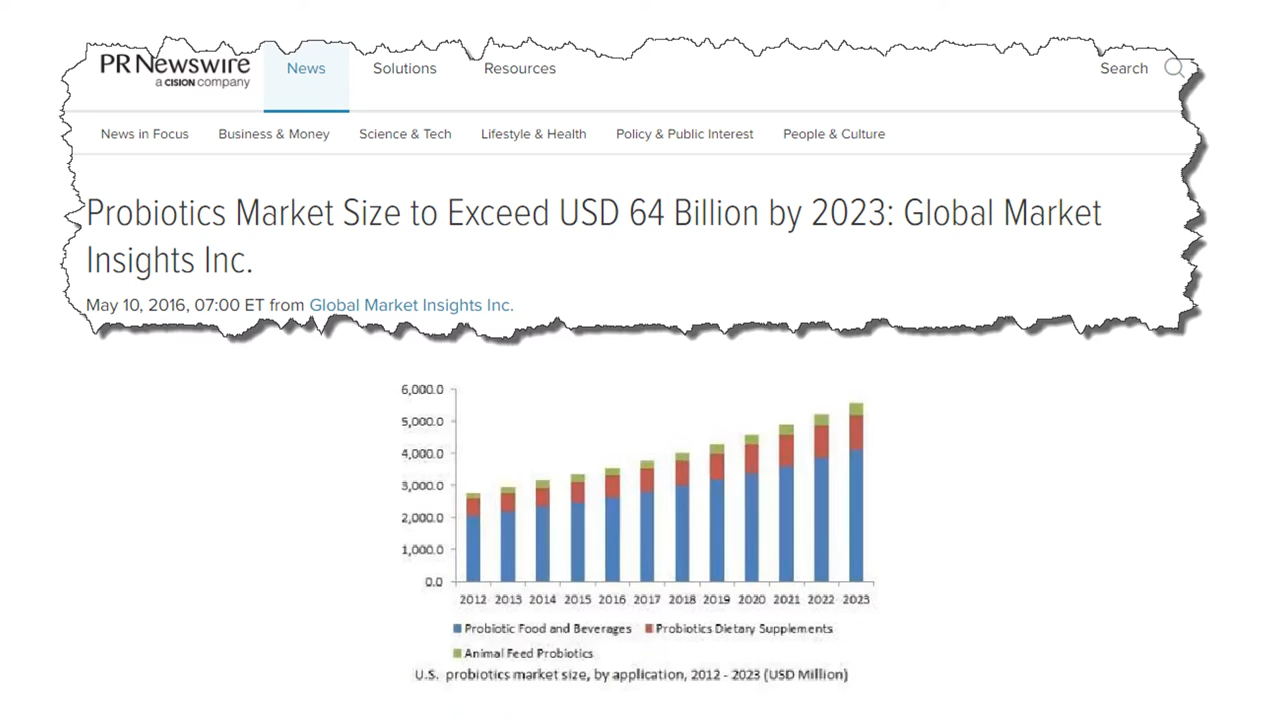 PR Newswire
a CISION company
News Solutions Resources Search
News in Focus Business & Money Science & Tech Lifestyle & Health Policy & Public Interest People & Culture
Probiotics Market Size to Exceed USD 64 Billion by 2023: Global Market
Insights Inc.
May 10, 2016, 07:00 ET from Global Market Insights Inc.
6,000.0
5,000.0
4,000.0
3,000.0
2,000.0
1,000.0
0.0
2012 2013 2014 2015 2016 2017 2018 2019 2020 2021 2022 2023
Probiotic Food and Beverages Probiotics Dietary Supplements
Animal Feed Probiotics
U.S. probiotics market size, by application, 2012 - 2023 (USD Million)